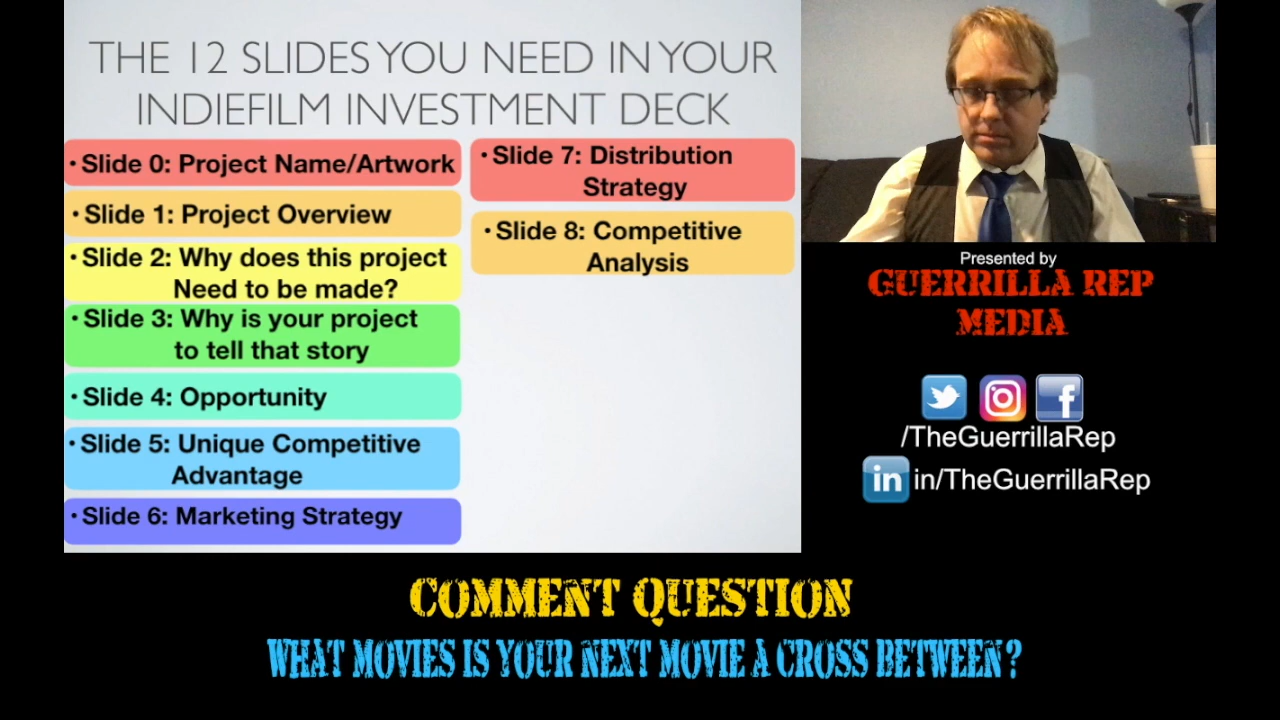 THE 12 SLIDES YOU NEED IN YOUR
INDIEFILM INVESTMENT DECK
• Slide 0: Project Name/Artwork
• Slide 1: Project Overview
• Slide 2: Why does this project
Need to be made?
• Slide 3: Why is your project
to tell that story
• Slide 4: Opportunity
• Slide 5: Unique Competitive
Advantage
• Slide 6: Marketing Strategy
• Slide 7: Distribution
Strategy
• Slide 8: Competitive
Analysis
Presented by
GUERRILLA REP
MEDIA
/TheGuerrillaRep
in in/TheGuerrillaRep
COMMENT QUESTION
WHAT MOVIES IS YOUR NEXT MOVIE A CROSS BETWEEN?